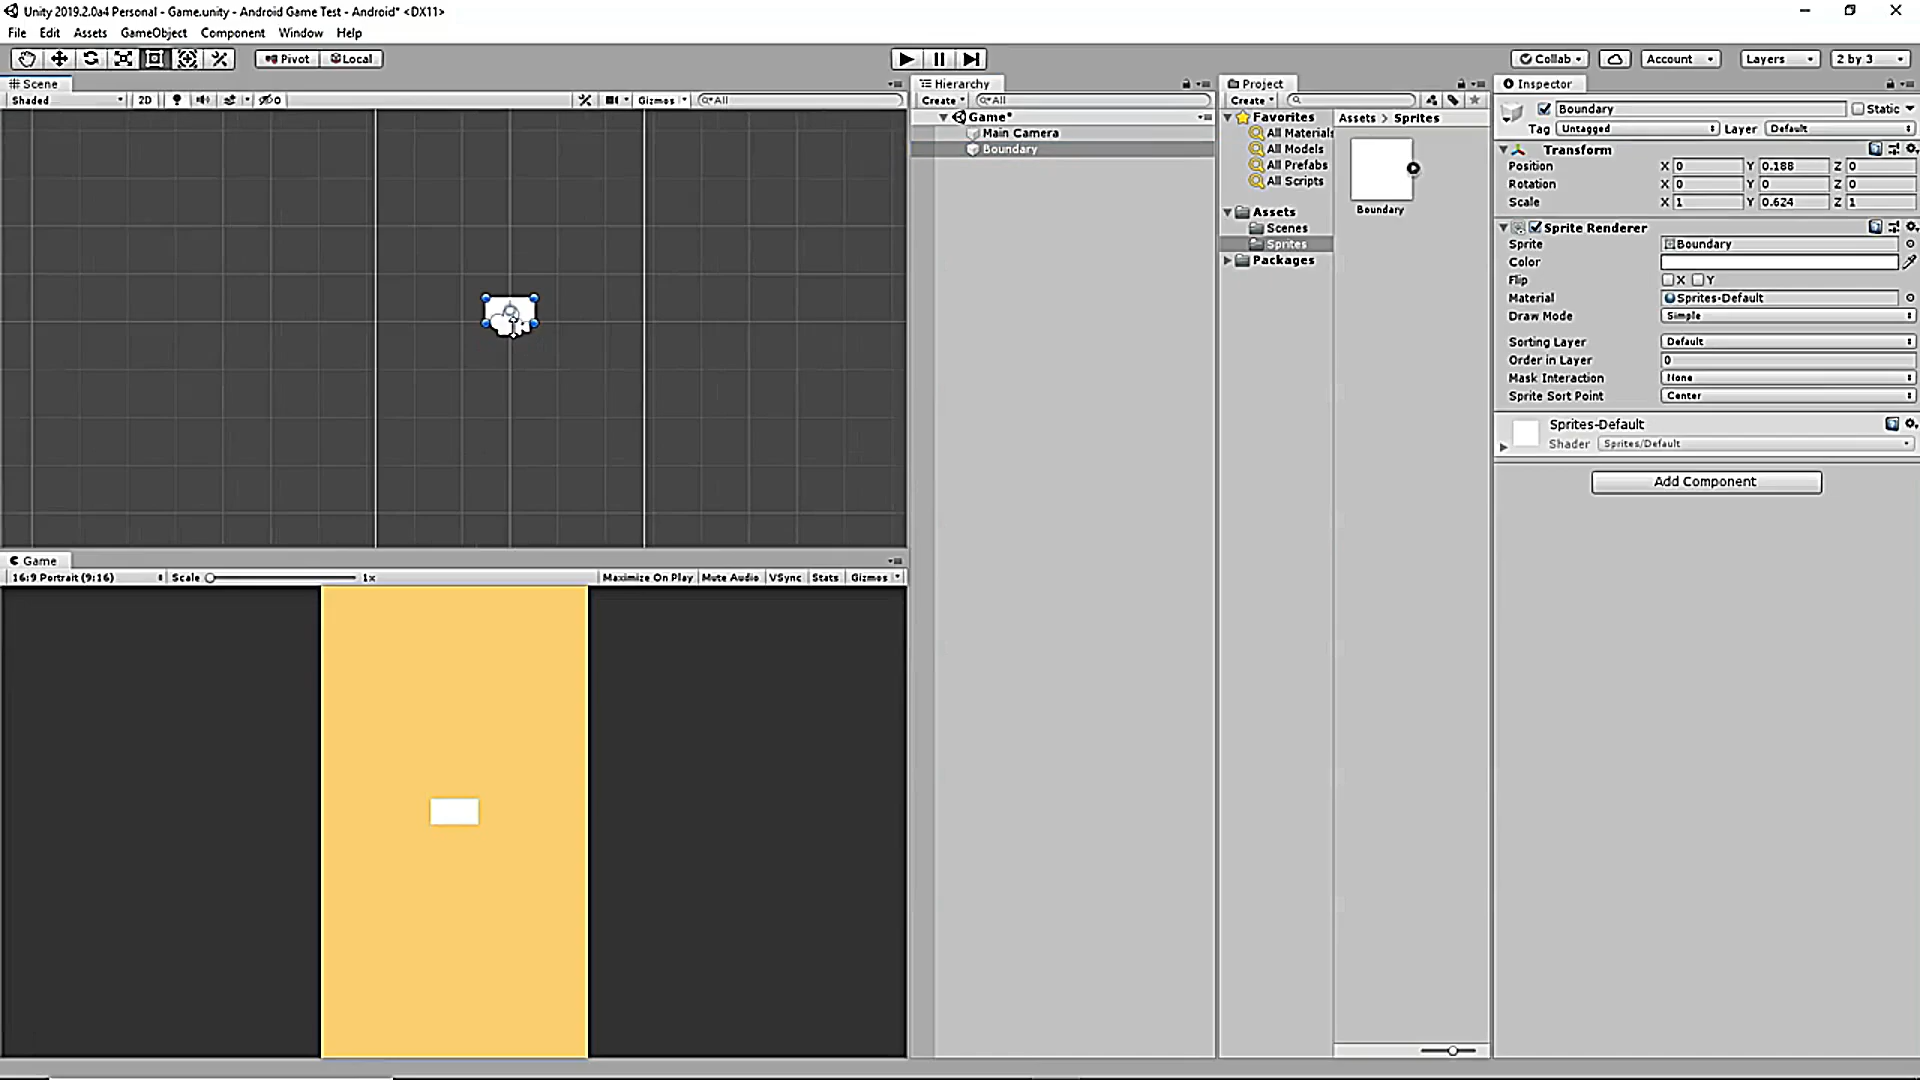 Unity 2019.2.0a4 Personal - Game.unity - Android Game Test - Android* <DX11>
File Edit Assets GameObject Component Window Help
Pivot Local Collab Account Layers 2 by 3
Scene
Shaded 2D 0 Gizmos All
Game
16:9 Portrait (9:16) Scale 1x Maximize On Play Mute Audio VSync Stats Gizmos
Hierarchy
Create All
Game*
Main Camera
Boundary
Project
Create
Favorites
All Materials
All Models
All Prefabs
All Scripts
Assets
Scenes
Sprites
Packages
Assets > Sprites
Boundary
Inspector
Boundary Static
Tag Untagged Layer Default
Transform
Position X 0 Y 0.188 Z 0
Rotation X 0 Y 0 Z 0
Scale X 1 Y 0.624 Z 1
Sprite Renderer
Sprite Boundary
Color
Flip X Y
Material Sprites-Default
Draw Mode Simple
Sorting Layer Default
Order in Layer 0
Mask Interaction None
Sprite Sort Point Center
Sprites-Default
Shader Sprites/Default
Add Component